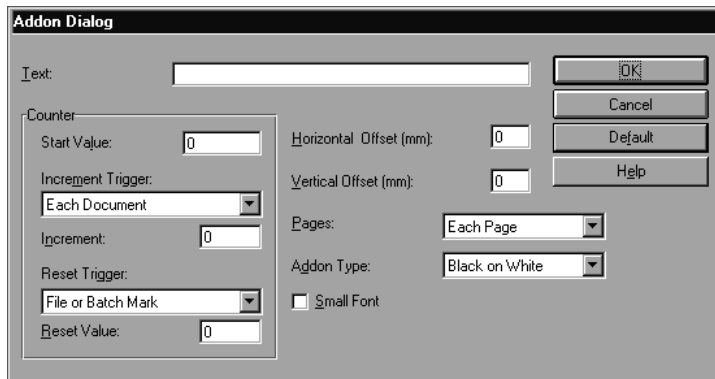 Addon Dialog
Text:
OK
Cancel
Default
Help
Counter
Start Value: 0
Increment Trigger:
Each Document
Increment: 0
Reset Trigger:
File or Batch Mark
Reset Value: 0
Horizontal Offset (mm): 0
Vertical Offset (mm): 0
Pages: Each Page
Addon Type: Black on White
Small Font